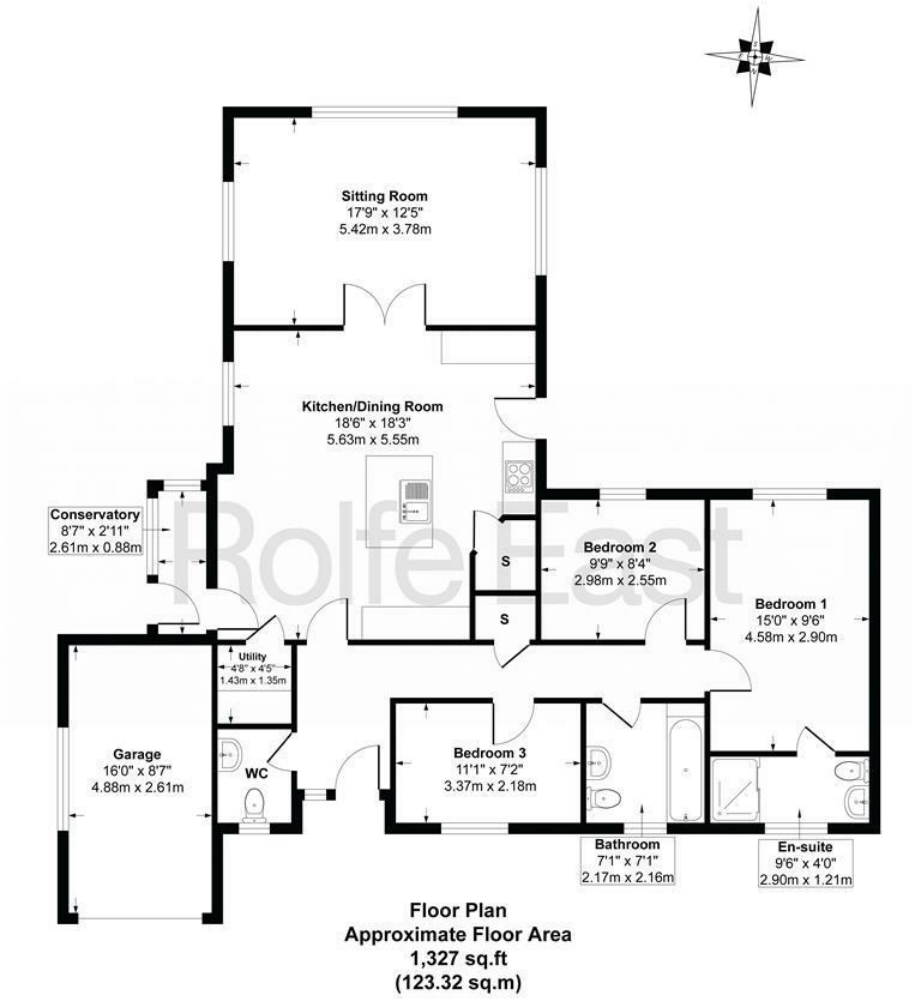 S
E
W
N
Sitting Room
17'9" x 12'5"
5.42m x 3.78m
Kitchen/Dining Room
18'6" x 18'3"
5.63m x 5.55m
Rolfe East
Conservatory
8'7" x 2'11"
2.61m x 0.88m
S
S
Bedroom 2
9'9" x 8'4"
2.98m x 2.55m
Bedroom 1
15'0" x 9'6"
4.58m x 2.90m
Utility
4'8" x 4'5"
1.43m x 1.35m
Garage
16'0" x 8'7"
4.88m x 2.61m
WC
Bedroom 3
11'1" x 7'2"
3.37m x 2.18m
Bathroom
7'1" x 7'1"
2.17m x 2.16m
En-suite
9'6" x 4'0"
2.90m x 1.21m
Floor Plan
Approximate Floor Area
1,327 sq.ft
(123.32 sq.m)